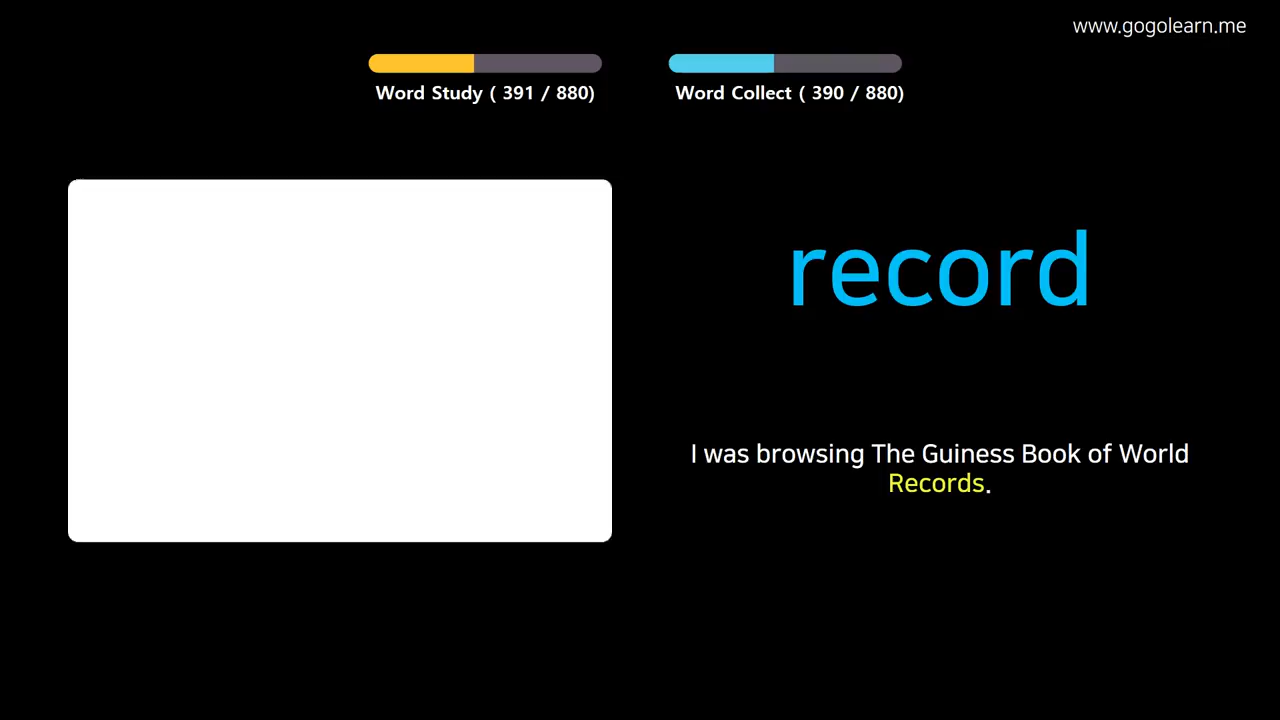 www.gogolearn.me
Word Study ( 391 / 880)
Word Collect ( 390 / 880)
record
I was browsing The Guiness Book of World
Records.